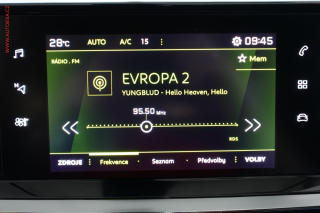 28°C AUTO A/C 15 09:45
RÁDIO . FM
Mem
EVROPA 2
YUNGBLUD - Hello Heaven, Hello
95.50 MHz
RDS
ZDROJE Frekvence Seznam Předvolby VOLBY